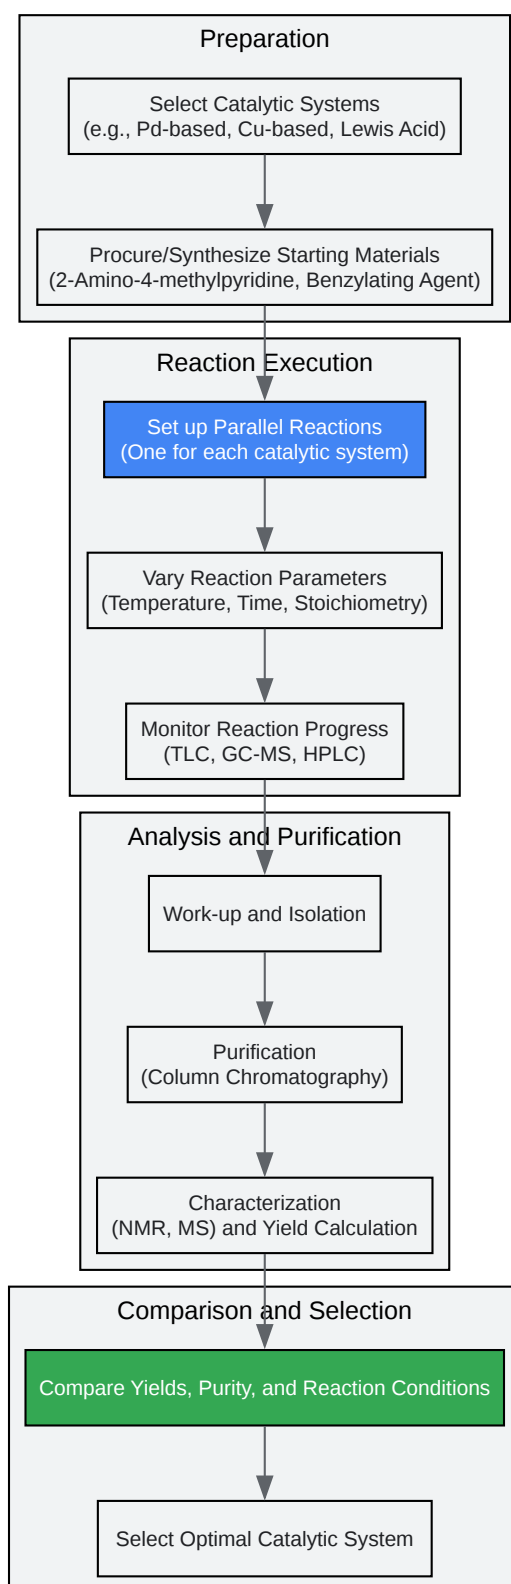 Preparation
Select Catalytic Systems
(e.g., Pd-based, Cu-based, Lewis Acid)
Procure/Synthesize Starting Materials
(2-Amino-4-methylpyridine, Benzylating Agent)
Reaction Execution
Set up Parallel Reactions
(One for each catalytic system)
Vary Reaction Parameters
(Temperature, Time, Stoichiometry)
Monitor Reaction Progress
(TLC, GC-MS, HPLC)
Analysis and Purification
Work-up and Isolation
Purification
(Column Chromatography)
Characterization
(NMR, MS) and Yield Calculation
Comparison and Selection
Compare Yields, Purity, and Reaction Conditions
Select Optimal Catalytic System